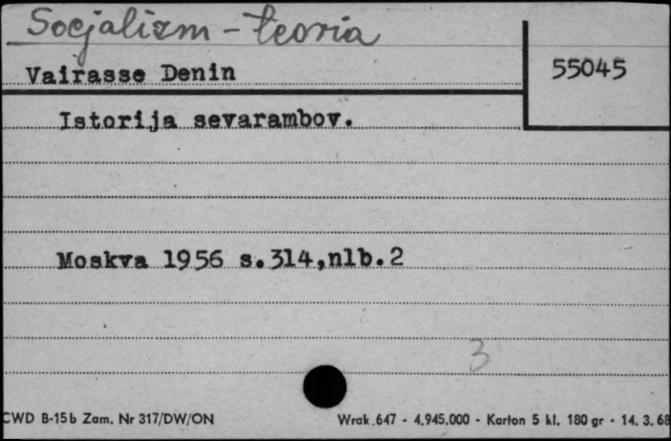 Socjalizm - teoria
Vairasse Denin
55045
Istorija sevarambov.
Moskva 1956 s.314,nlb.2
3
CWD B-15b Zam. Nr 317/DW/ON
Wrak.647 - 4,945.000 - Karton 5 kl. 180 gr - 14. 3. 68